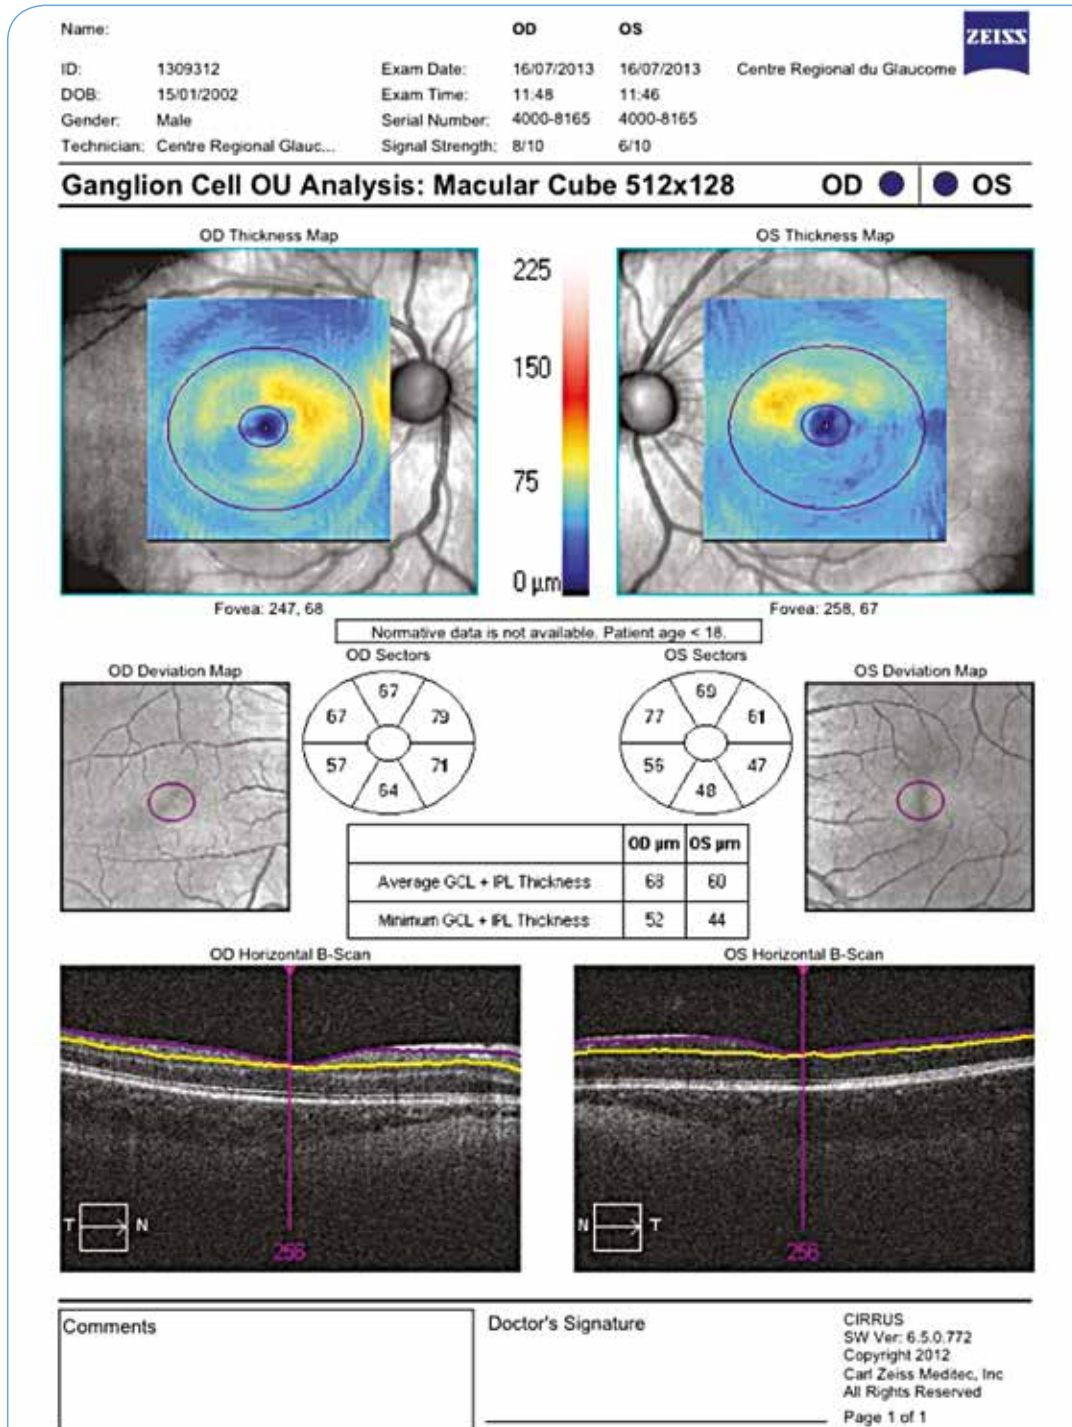 Name: OD OS
ZEISS
ID: 1309312 Exam Date: 16/07/2013 16/07/2013 Centre Regional du Glaucome
DOB: 15/01/2002 Exam Time: 11:48 11:46
Gender: Male Serial Number: 4000-8165 4000-8165
Technician: Centre Regional Glauc... Signal Strength: 8/10 6/10
Ganglion Cell OU Analysis: Macular Cube 512x128 OD OS
OD Thickness Map OS Thickness Map
225
150
75
0 µm
Fovea: 247, 68 Fovea: 258, 67
Normative data is not available. Patient age < 18.
OD Deviation Map OD Sectors OS Sectors OS Deviation Map
67 69
67 79 77 61
57 71 56 47
64 48
OD µm OS µm
Average GCL + IPL Thickness 68 60
Minimum GCL + IPL Thickness 52 44
OD Horizontal B-Scan OS Horizontal B-Scan
T N N T
256 256
Comments Doctor's Signature CIRRUS
SW Ver: 6.5.0.772
Copyright 2012
Carl Zeiss Meditec, Inc
All Rights Reserved
Page 1 of 1